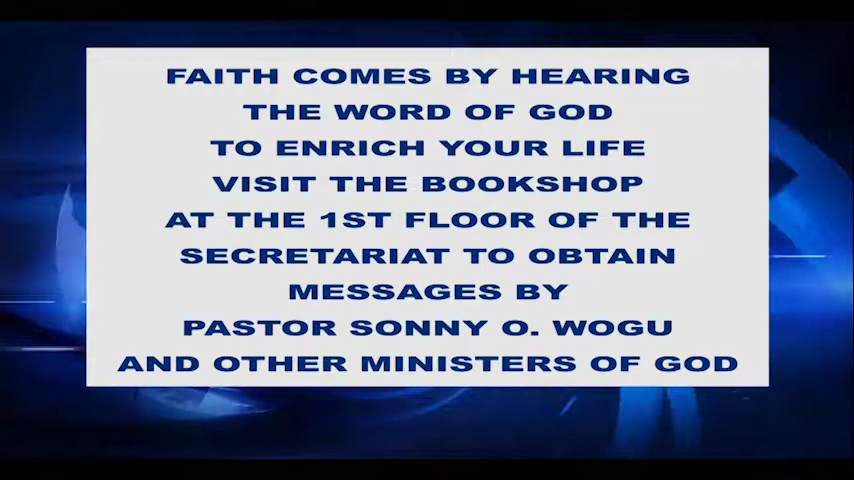 FAITH COMES BY HEARING
THE WORD OF GOD
TO ENRICH YOUR LIFE
VISIT THE BOOKSHOP
AT THE 1ST FLOOR OF THE
SECRETARIAT TO OBTAIN
MESSAGES BY
PASTOR SONNY O. WOGU
AND OTHER MINISTERS OF GOD